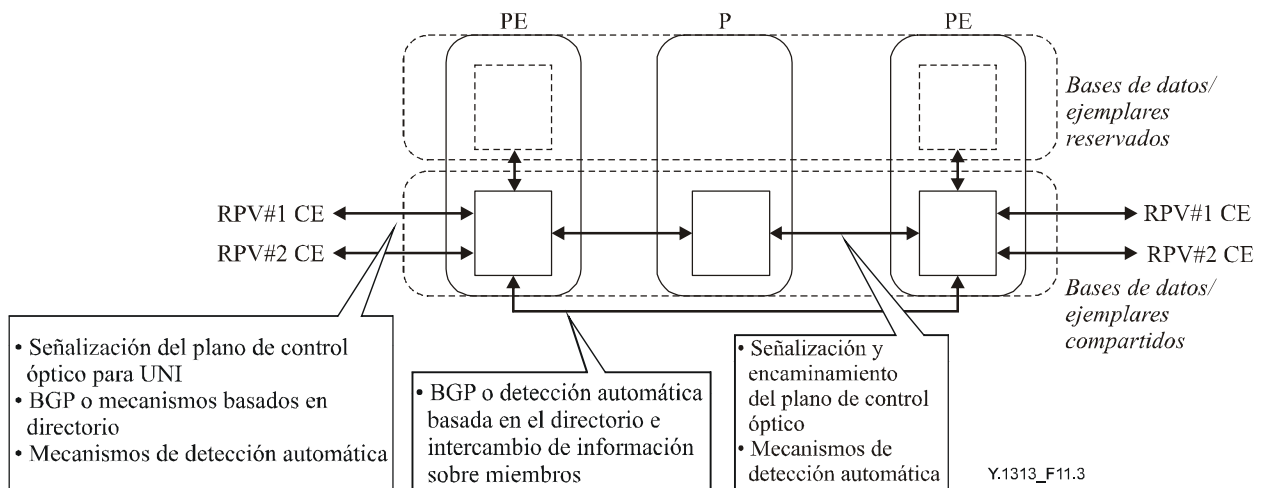 PE
P
PE
Bases de datos/
ejemplares
reservados
RPV#1 CE
RPV#2 CE
RPV#1 CE
RPV#2 CE
Bases de datos/
ejemplares
compartidos
• Señalización del plano de control
óptico para UNI
• BGP o mecanismos basados en
directorio
• Mecanismos de detección automática
• BGP o detección automática
basada en el directorio e
intercambio de información
sobre miembros
• Señalización y
encaminamiento
del plano de control
óptico
• Mecanismos de
detección automática
Y.1313_F11.3